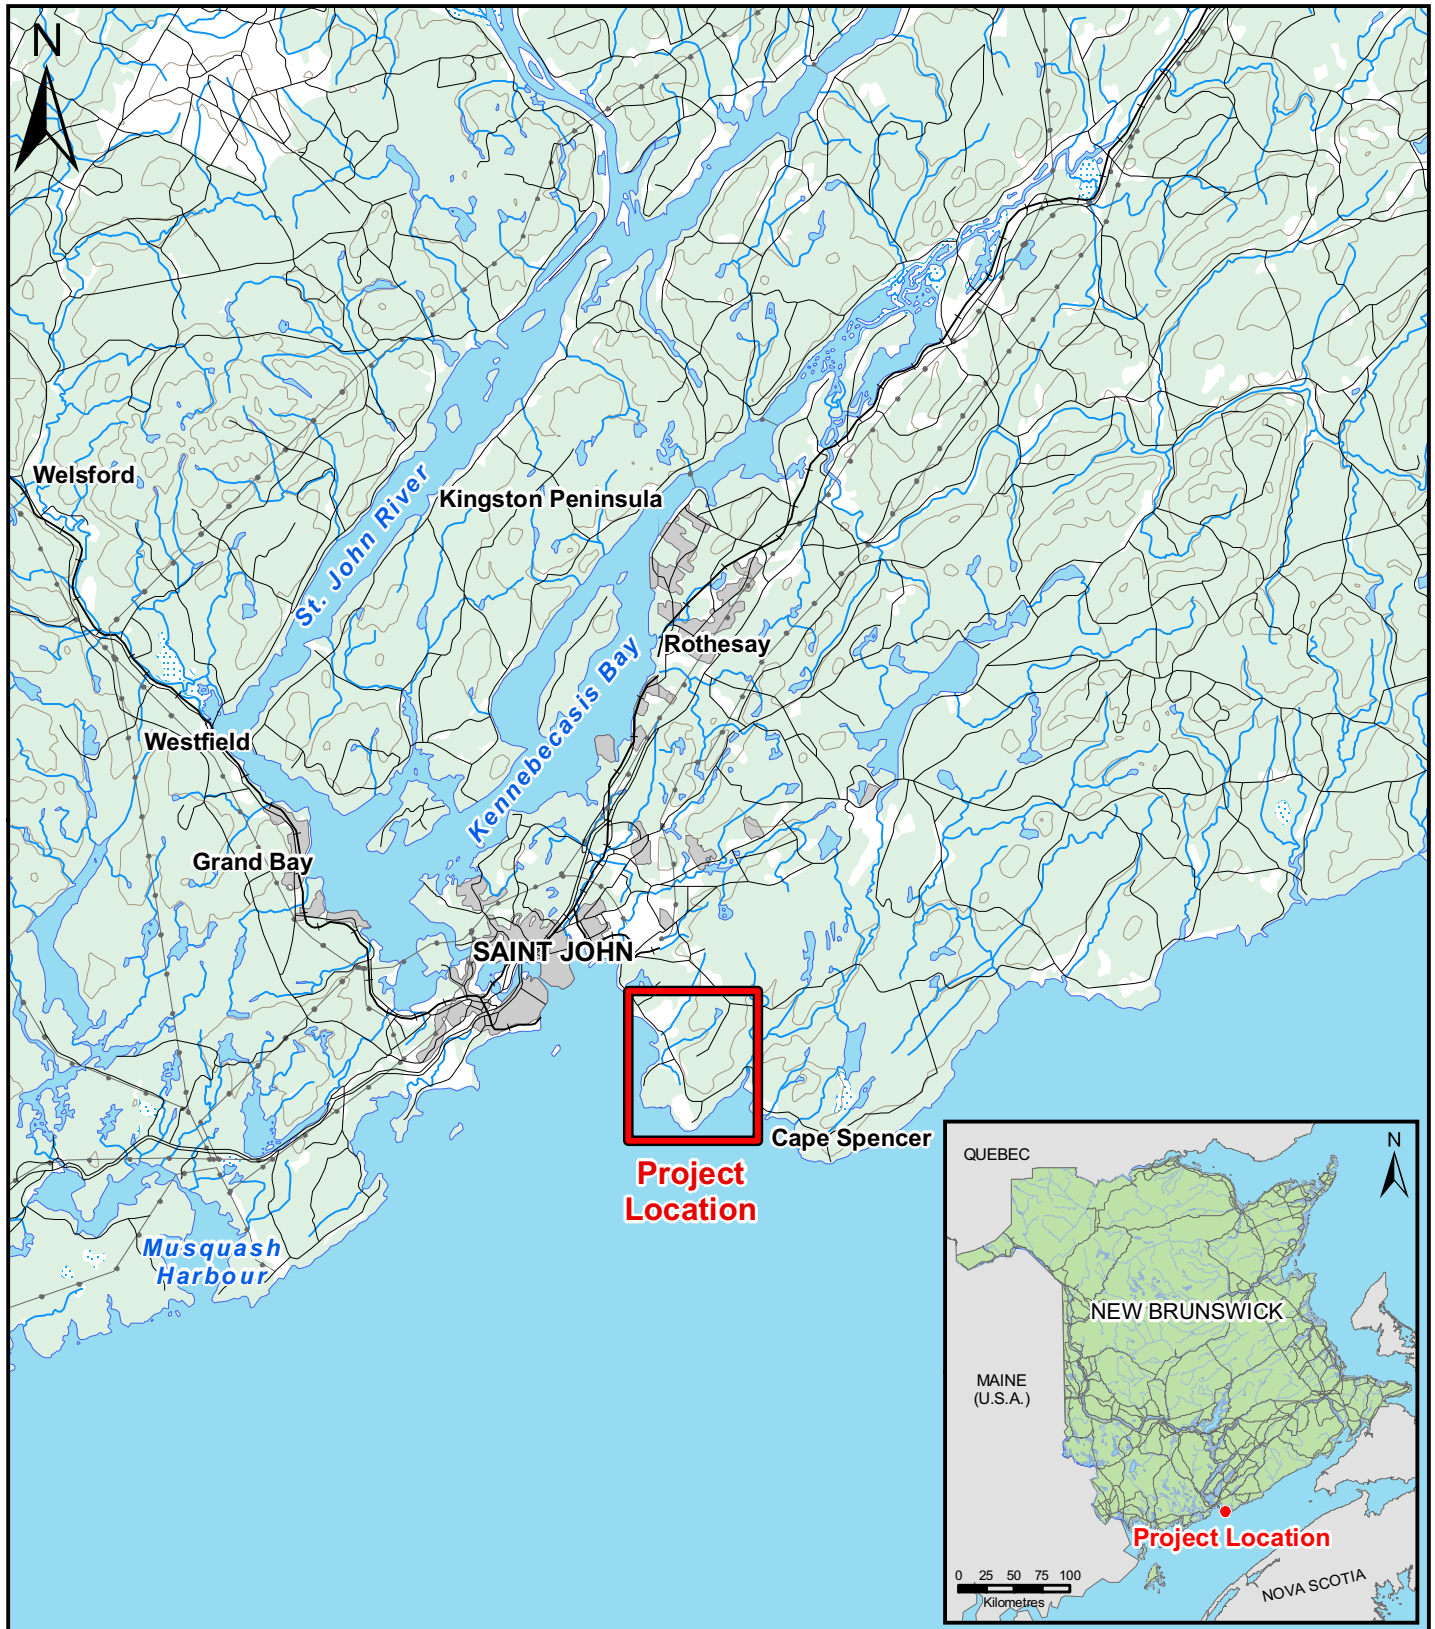 N
Welsford
St. John River
Kingston Peninsula
Rothesay
Kennebecasis Bay
Westfield
Grand Bay
SAINT JOHN
Cape Spencer
Project
Location
Musquash
Harbour
QUEBEC
N
NEW BRUNSWICK
MAINE
(U.S.A.)
Project Location
0 25 50 75 100
Kilometres
NOVA SCOTIA